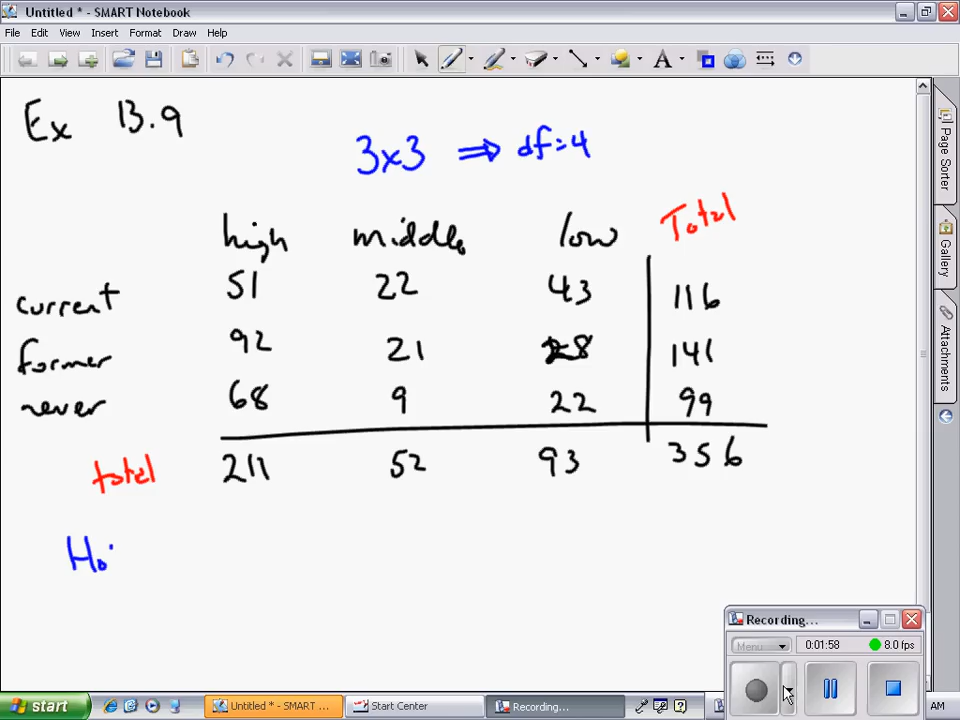 Untitled * - SMART Notebook
File Edit View Insert Format Draw Help
Ex 13.9
3x3 ⇒ df=4
high middle low Total
current 51 22 43 116
former 92 21 28 141
never 68 9 22 99
total 211 52 93 356
Ho:
Page Sorter
Gallery
Attachments
Recording...
Menu 0:01:58 8.0 fps
start Untitled * - SMART ... Start Center Recording... AM